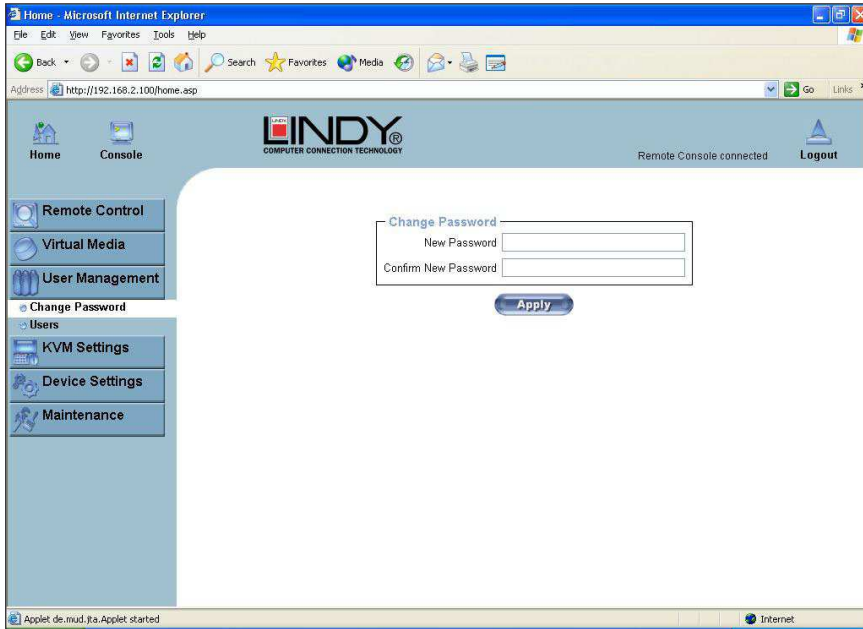 Home - Microsoft Internet Explorer
File Edit View Favorites Tools Help
Back Search Favorites Media
Address http://192.168.2.100/home.asp Go Links
Home Console
LINDY®
COMPUTER CONNECTION TECHNOLOGY
Remote Console connected Logout
Remote Control
Virtual Media
User Management
Change Password
Users
KVM Settings
Device Settings
Maintenance
Change Password
New Password
Confirm New Password
Apply
Applet de.mud.jta.Applet started Internet